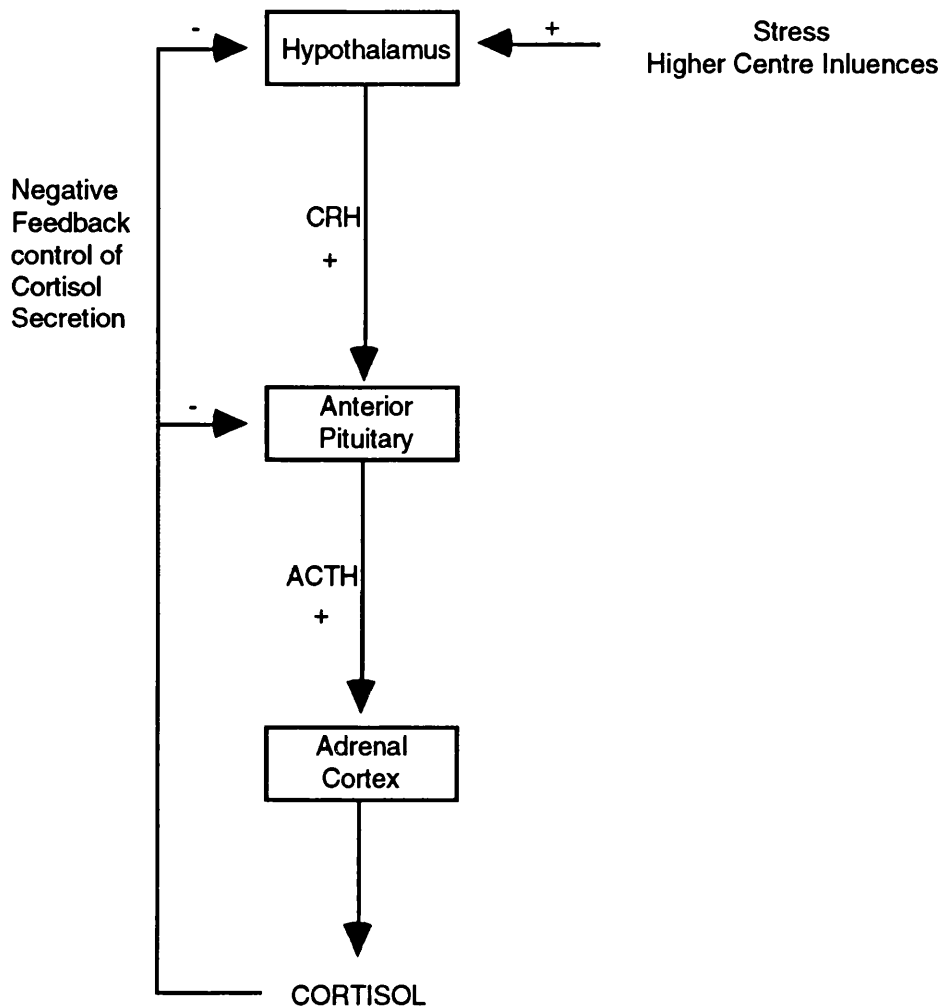 -
Hypothalamus
+
Stress
Higher Centre Inluences
Negative
Feedback
control of
Cortisol
Secretion
CRH
+
-
Anterior
Pituitary
ACTH
+
Adrenal
Cortex
CORTISOL